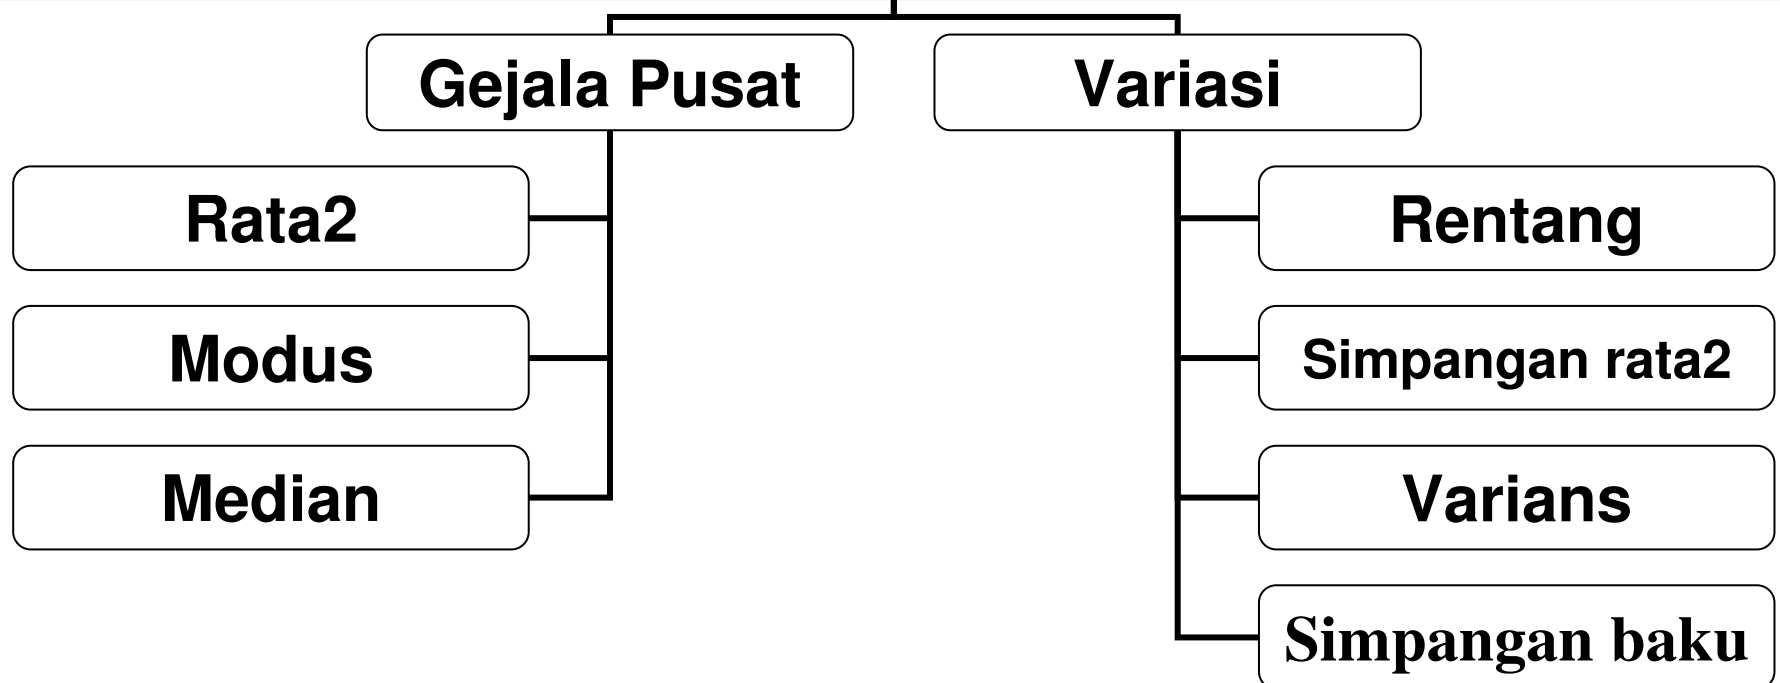 Gejala Pusat
Variasi
Rata2
Modus
Median
Rentang
Simpangan rata2
Varians
Simpangan baku